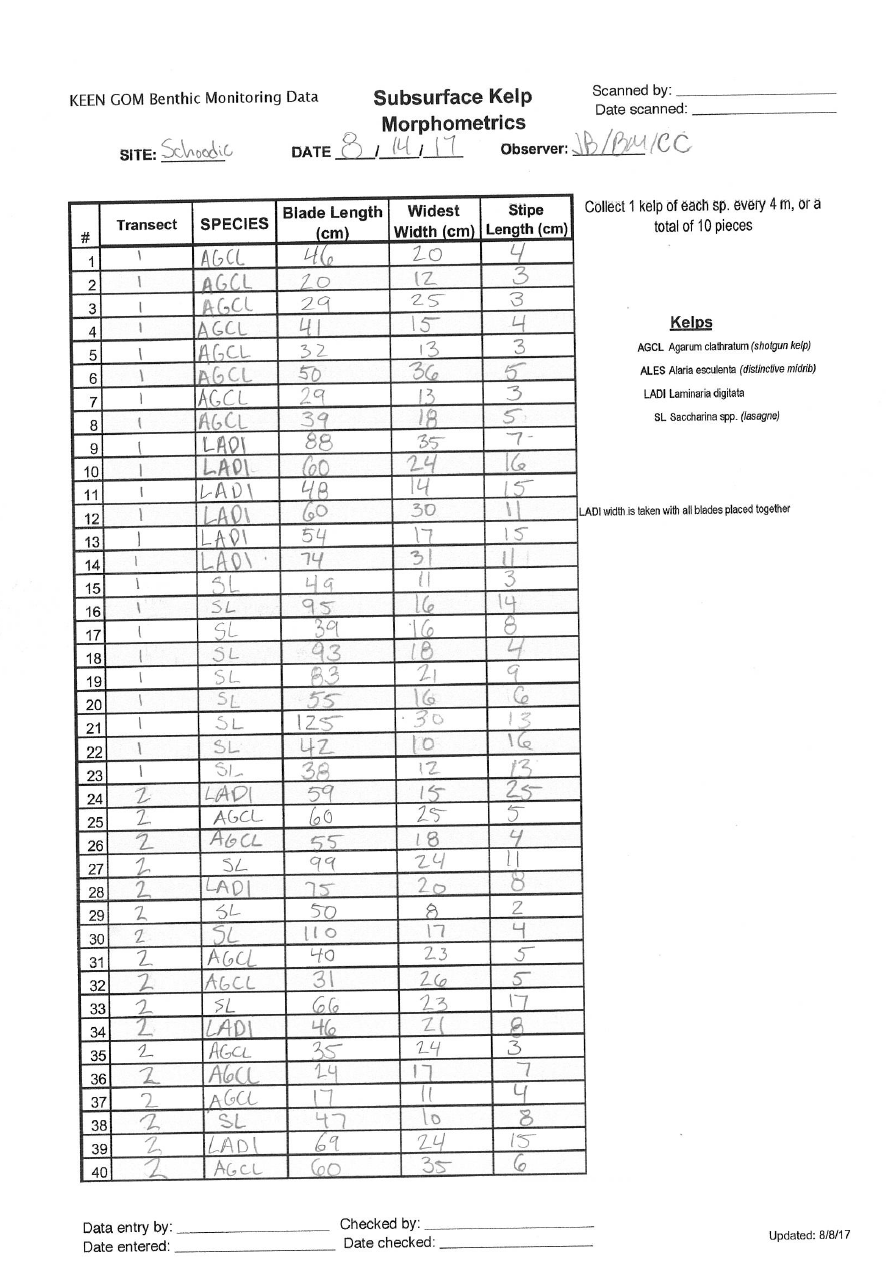 KEEN GOM Benthic Monitoring Data
Subsurface Kelp
Morphometrics
Scanned by:
Date scanned:
SITE: Schoodic DATE 8 / 14 / 17 Observer: JB/BM/CC
# Transect SPECIES Blade Length (cm) Widest Width (cm) Stipe Length (cm)
1 1 AGCL 46 20 4
2 1 AGCL 20 12 3
3 1 AGCL 29 25 3
4 1 AGCL 41 15 4
5 1 AGCL 32 13 3
6 1 AGCL 50 36 5
7 1 AGCL 29 13 3
8 1 AGCL 39 18 5
9 1 LADI 88 35 7
10 1 LADI 60 24 16
11 1 LADI 48 14 15
12 1 LADI 60 30 11
13 1 LADI 54 17 15
14 1 LADI 74 31 11
15 1 SL 49 11 3
16 1 SL 95 16 14
17 1 SL 39 16 8
18 1 SL 93 18 4
19 1 SL 83 21 9
20 1 SL 55 16 6
21 1 SL 125 30 13
22 1 SL 42 10 16
23 1 SL 38 12 13
24 2 LADI 59 15 25
25 2 AGCL 60 25 5
26 2 AGCL 55 18 4
27 2 SL 99 24 11
28 2 LADI 75 20 8
29 2 SL 50 8 2
30 2 SL 110 17 4
31 2 AGCL 40 23 5
32 2 AGCL 31 26 5
33 2 SL 66 23 17
34 2 LADI 46 21 8
35 2 AGCL 35 24 3
36 2 AGCL 24 17 7
37 2 AGCL 17 11 4
38 2 SL 47 10 8
39 2 LADI 69 24 15
40 2 AGCL 60 35 6
Collect 1 kelp of each sp. every 4 m, or a
total of 10 pieces
Kelps
AGCL Agarum clathratum (shotgun kelp)
ALES Alaria esculenta (distinctive midrib)
LADI Laminaria digitata
SL Saccharina spp. (lasagne)
LADI width is taken with all blades placed together
Data entry by: Checked by:
Date entered: Date checked:
Updated: 8/8/17